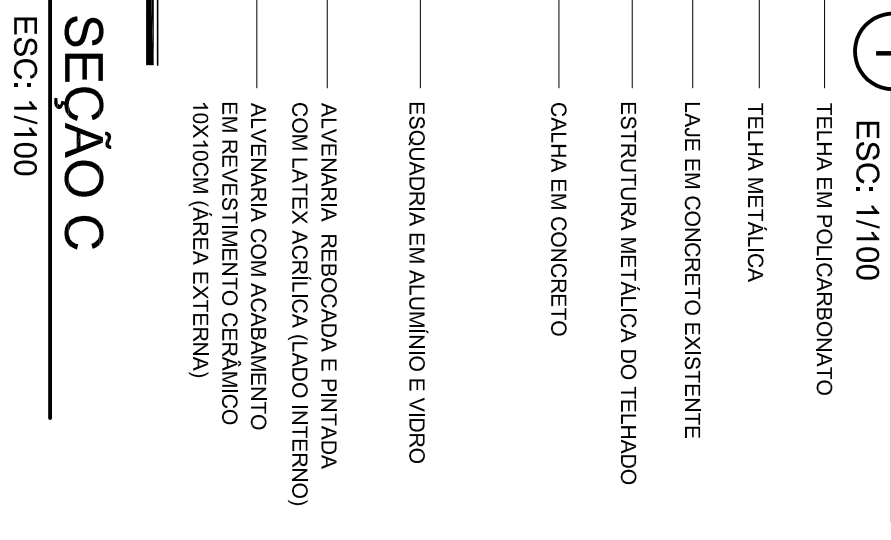 ESC: 1/100
TELHA EM POLICARBONATO
TELHA METÁLICA
LAJE EM CONCRETO EXISTENTE
ESTRUTURA METÁLICA DO TELHADO
CALHA EM CONCRETO
ESQUADRIA EM ALUMÍNIO E VIDRO
ALVENARIA REBOCADA E PINTADA
COM LATEX ACRÍLICA (LADO INTERNO)
ALVENARIA COM ACABAMENTO
EM REVESTIMENTO CERÂMICO
10X10CM (ÁREA EXTERNA)
SEÇÃO C
ESC: 1/100